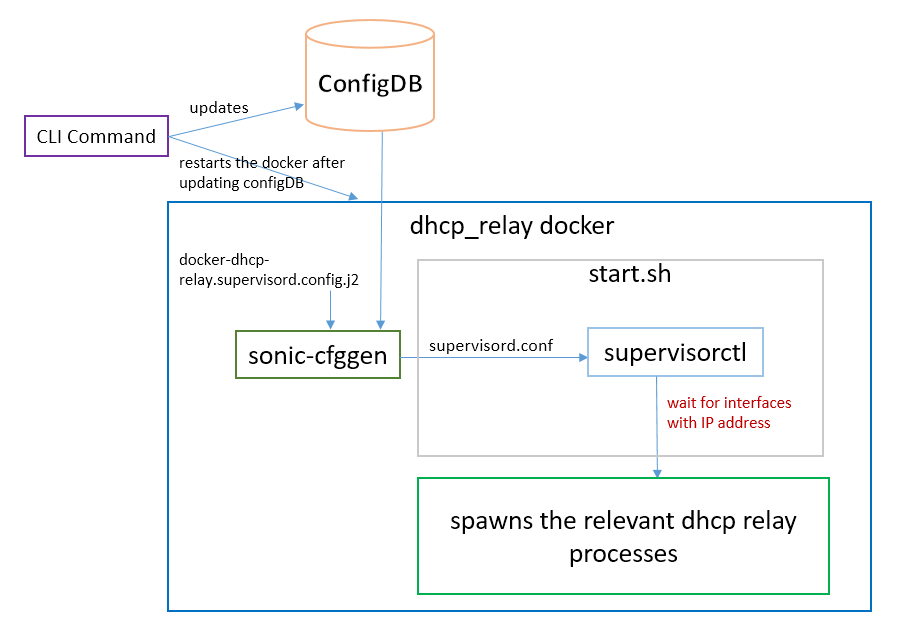 ConfigDB
updates
CLI Command
restarts the docker after
updating configDB
dhcp_relay docker
docker-dhcp-
relay.supervisord.config.j2
start.sh
sonic-cfggen
supervisord.conf
supervisorctl
wait for interfaces
with IP address
spawns the relevant dhcp relay
processes